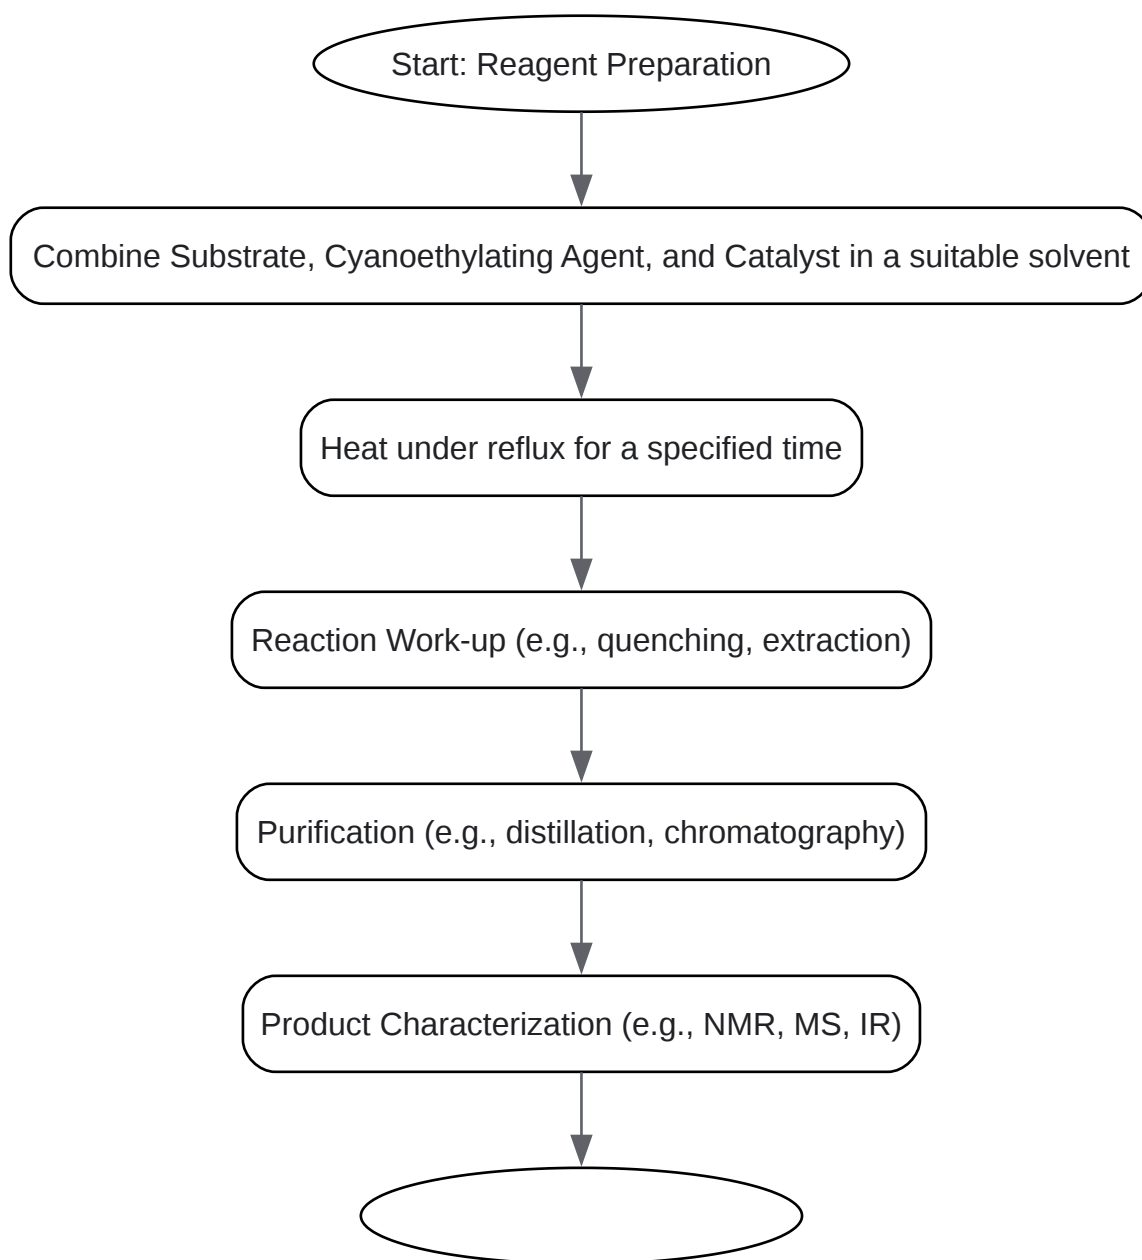 Start: Reagent Preparation
Combine Substrate, Cyanoethylating Agent, and Catalyst in a suitable solvent
Heat under reflux for a specified time
Reaction Work-up (e.g., quenching, extraction)
Purification (e.g., distillation, chromatography)
Product Characterization (e.g., NMR, MS, IR)